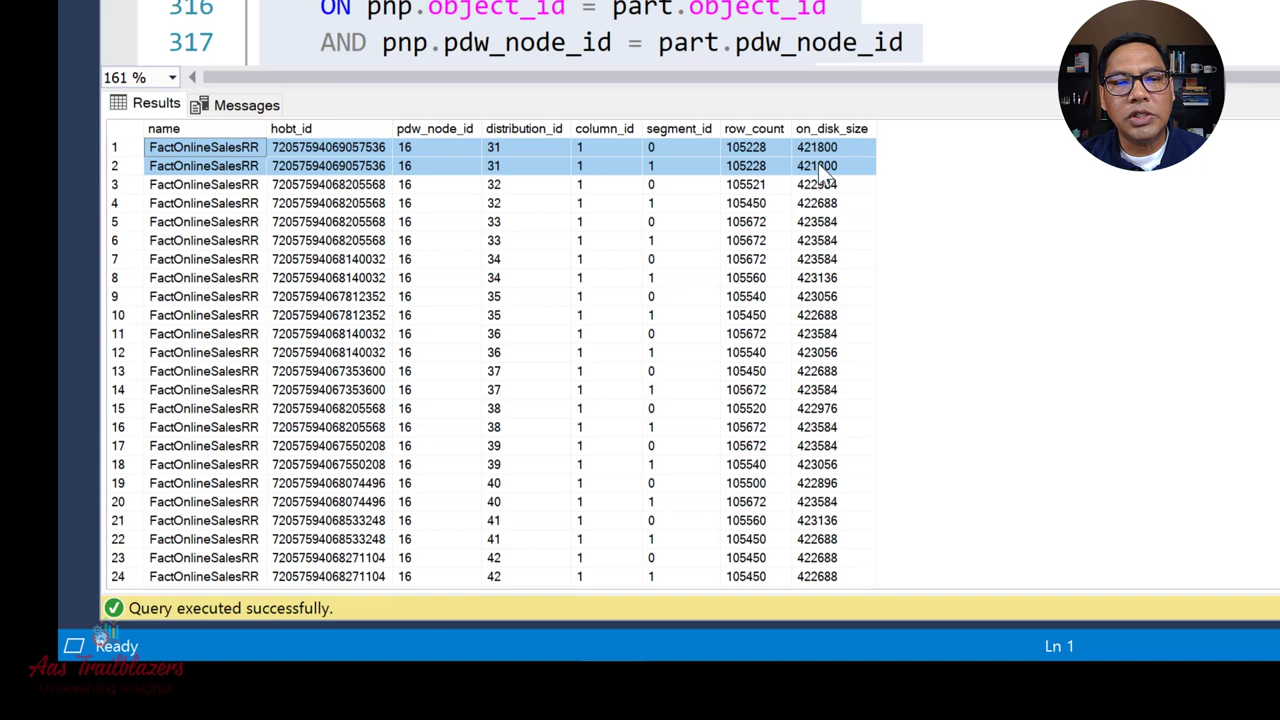 316 ON pnp.object_id = part.object_id
317 AND pnp.pdw_node_id = part.pdw_node_id
161 %
Results Messages
name hobt_id pdw_node_id distribution_id column_id segment_id row_count on_disk_size
1 FactOnlineSalesRR 72057594069057536 16 31 1 0 105228 421800
2 FactOnlineSalesRR 72057594069057536 16 31 1 1 105228 421800
3 FactOnlineSalesRR 72057594068205568 16 32 1 0 105521
4 FactOnlineSalesRR 72057594068205568 16 32 1 1 105450 422688
5 FactOnlineSalesRR 72057594068205568 16 33 1 0 105672 423584
6 FactOnlineSalesRR 72057594068205568 16 33 1 1 105672 423584
7 FactOnlineSalesRR 72057594068140032 16 34 1 0 105672 423584
8 FactOnlineSalesRR 72057594068140032 16 34 1 1 105560 423136
9 FactOnlineSalesRR 72057594067812352 16 35 1 0 105540 423056
10 FactOnlineSalesRR 72057594067812352 16 35 1 1 105450 422688
11 FactOnlineSalesRR 72057594068140032 16 36 1 0 105672 423584
12 FactOnlineSalesRR 72057594068140032 16 36 1 1 105540 423056
13 FactOnlineSalesRR 72057594067353600 16 37 1 0 105450 422688
14 FactOnlineSalesRR 72057594067353600 16 37 1 1 105672 423584
15 FactOnlineSalesRR 72057594068205568 16 38 1 0 105520 422976
16 FactOnlineSalesRR 72057594068205568 16 38 1 1 105672 423584
17 FactOnlineSalesRR 72057594067550208 16 39 1 0 105672 423584
18 FactOnlineSalesRR 72057594067550208 16 39 1 1 105540 423056
19 FactOnlineSalesRR 72057594068074496 16 40 1 0 105500 422896
20 FactOnlineSalesRR 72057594068074496 16 40 1 1 105672 423584
21 FactOnlineSalesRR 72057594068533248 16 41 1 0 105560 423136
22 FactOnlineSalesRR 72057594068533248 16 41 1 1 105450 422688
23 FactOnlineSalesRR 72057594068271104 16 42 1 0 105450 422688
24 FactOnlineSalesRR 72057594068271104 16 42 1 1 105450 422688
Query executed successfully.
Ready Ln 1
Aas Trailblazers
Unleashing Insights